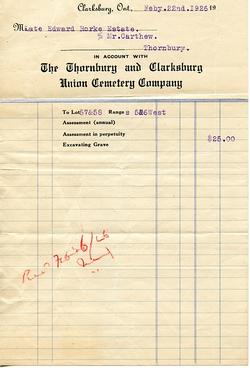 Clarksburg, Ont., Feby. 22nd. 1926 19
Miate Edward Rorke Estate.
% Mr. Carthew.
Thornbury.
IN ACCOUNT WITH
The Thornbury and Clarksburg
Union Cemetery Company
To Lot 57&58 Range s 5&6 West
Assessment (annual)
Assessment in perpetuity $25.00
Excavating Grave